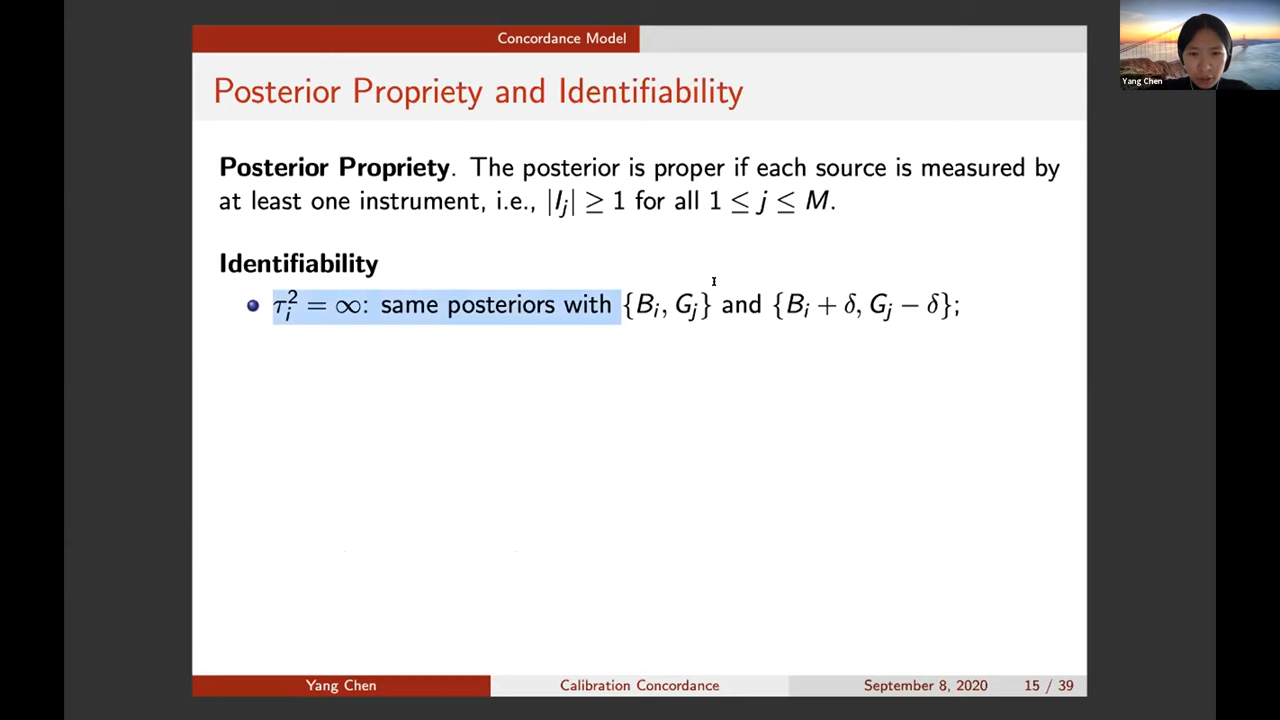 Concordance Model
Yang Chen
Posterior Propriety and Identifiability
Posterior Propriety. The posterior is proper if each source is measured by
at least one instrument, i.e., |I_j| ≥ 1 for all 1 ≤ j ≤ M.
Identifiability
τ_i^2 = ∞: same posteriors with {B_i, G_j} and {B_i + δ, G_j − δ};
Yang Chen Calibration Concordance September 8, 2020 15 / 39